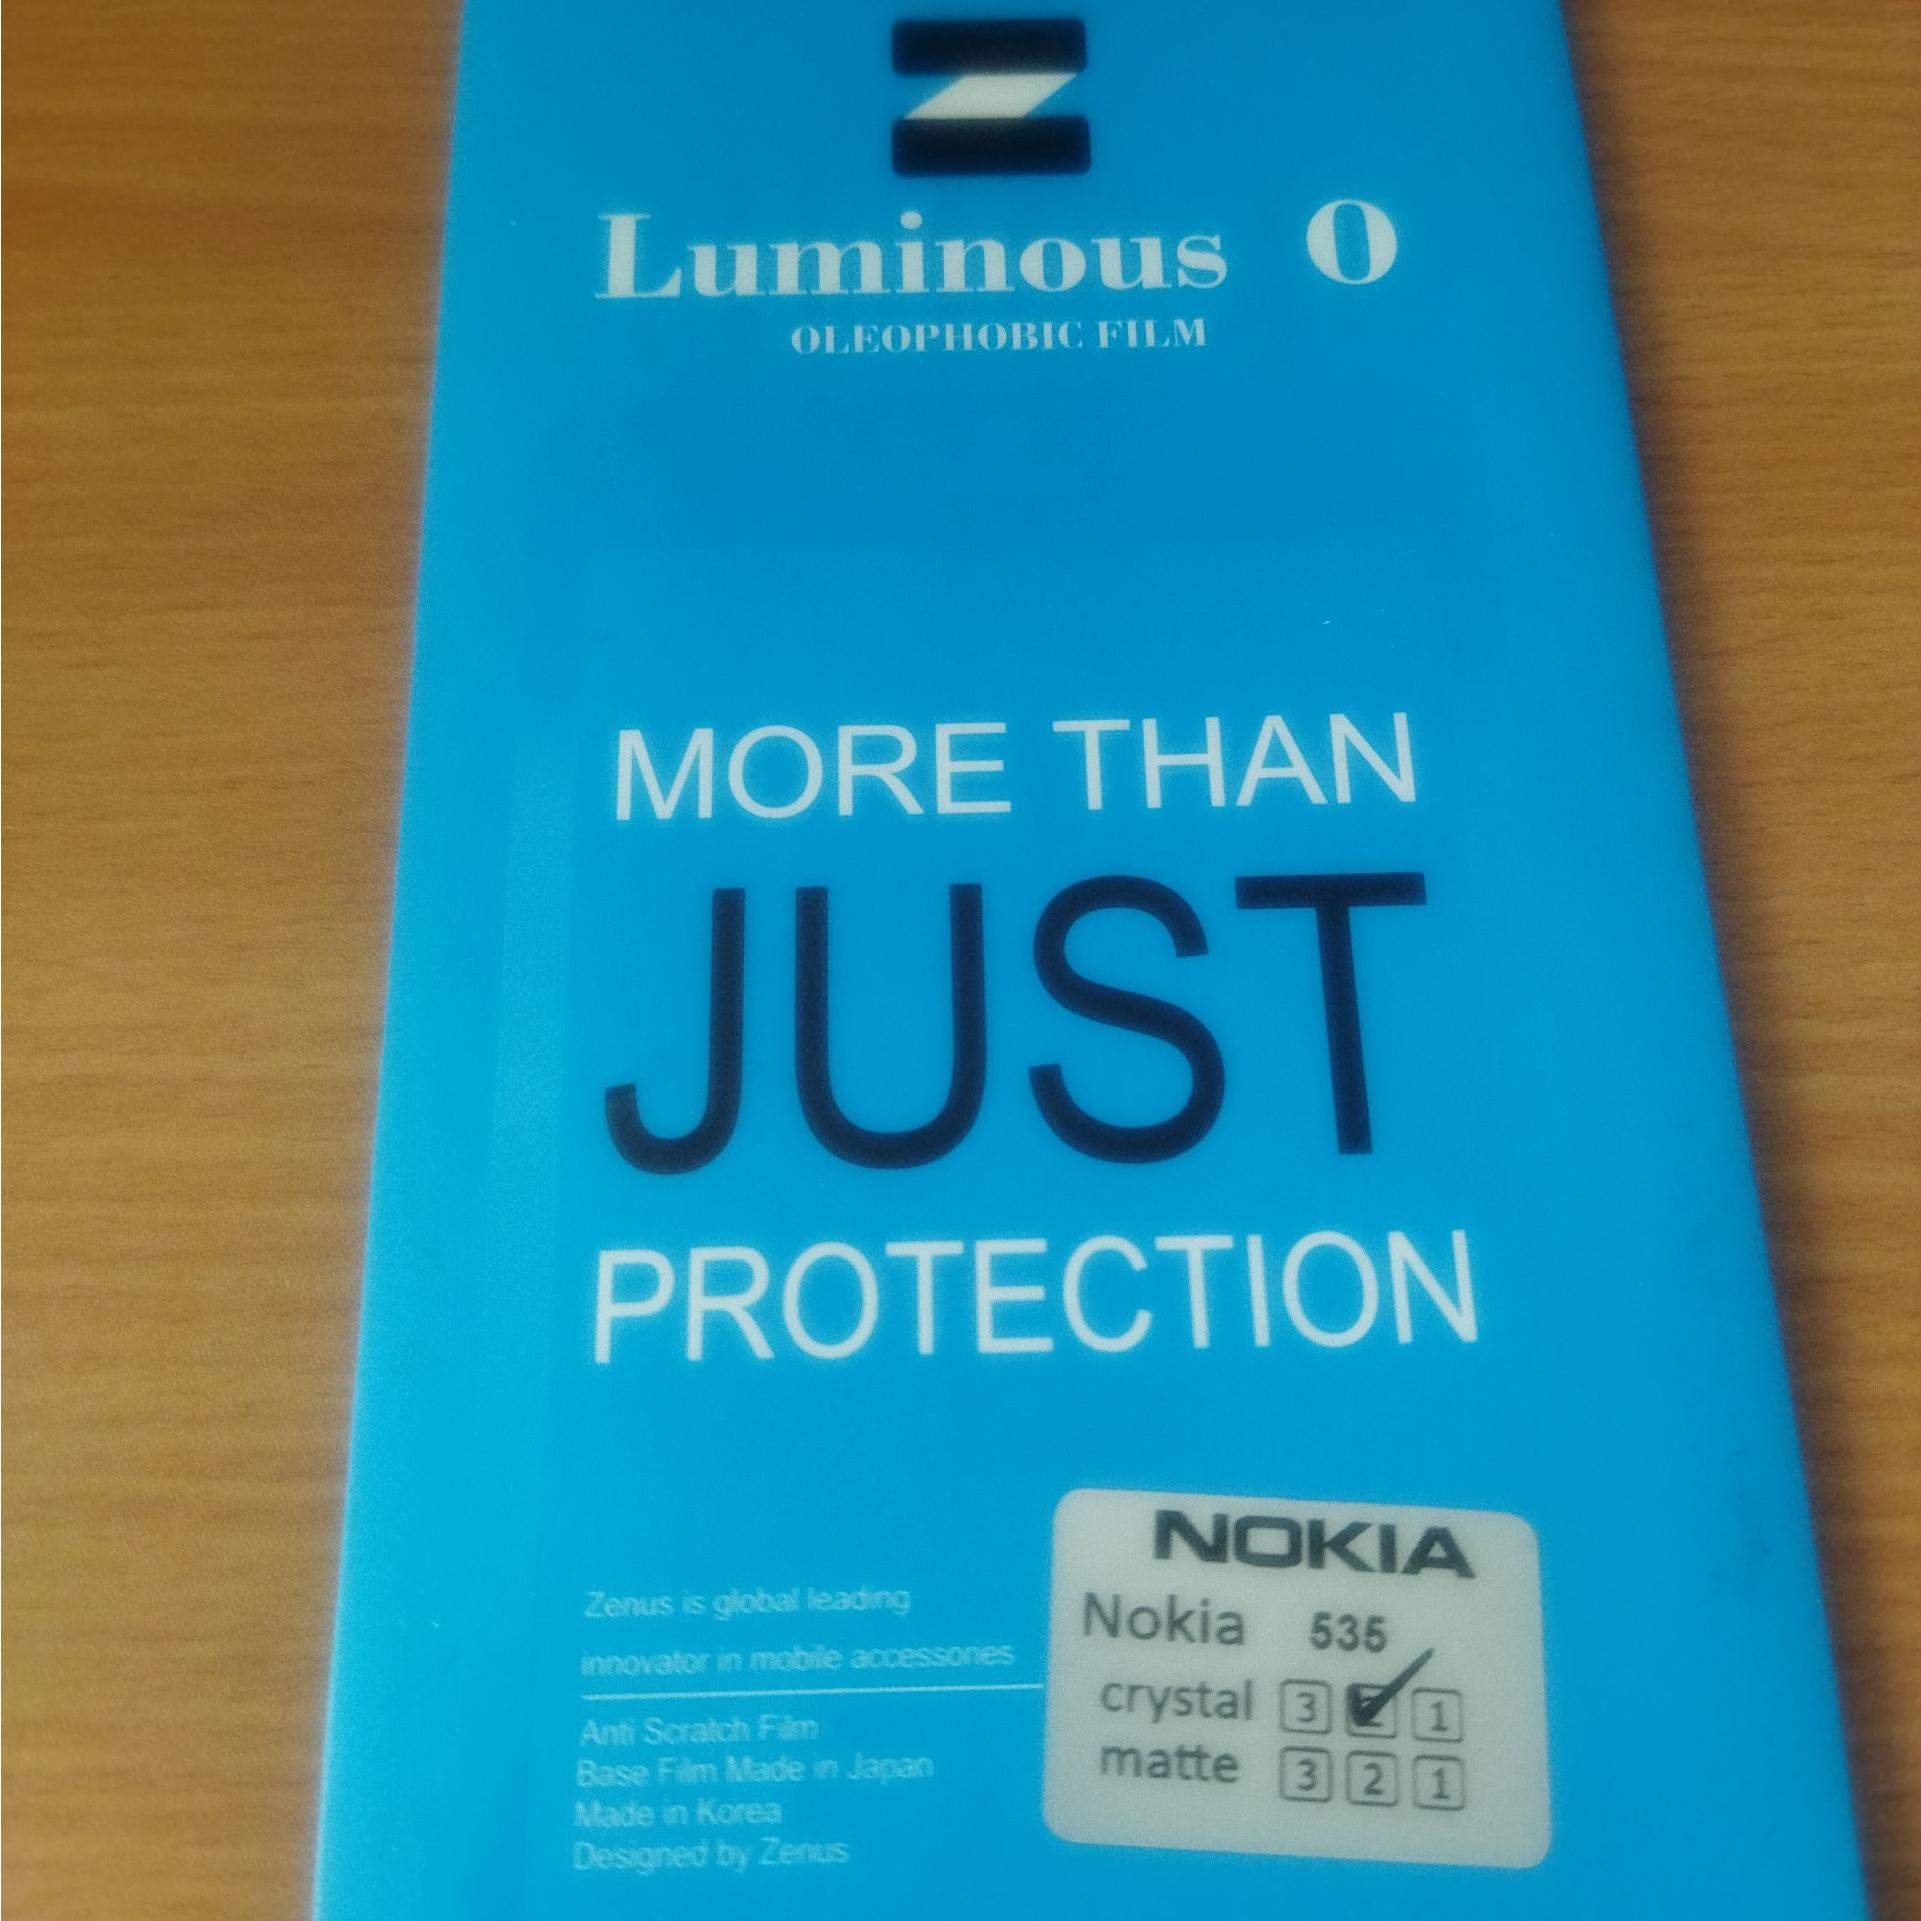 Luminous O
OLEOPHOBIC FILM
MORE THAN
JUST
PROTECTION
Zenus is global leading
innovator in mobile accessories
Anti Scratch Film
Base Film Made in Japan
Made in Korea
Designed by Zenus
NOKIA
Nokia 535
crystal 3 2 1
matte 3 2 1